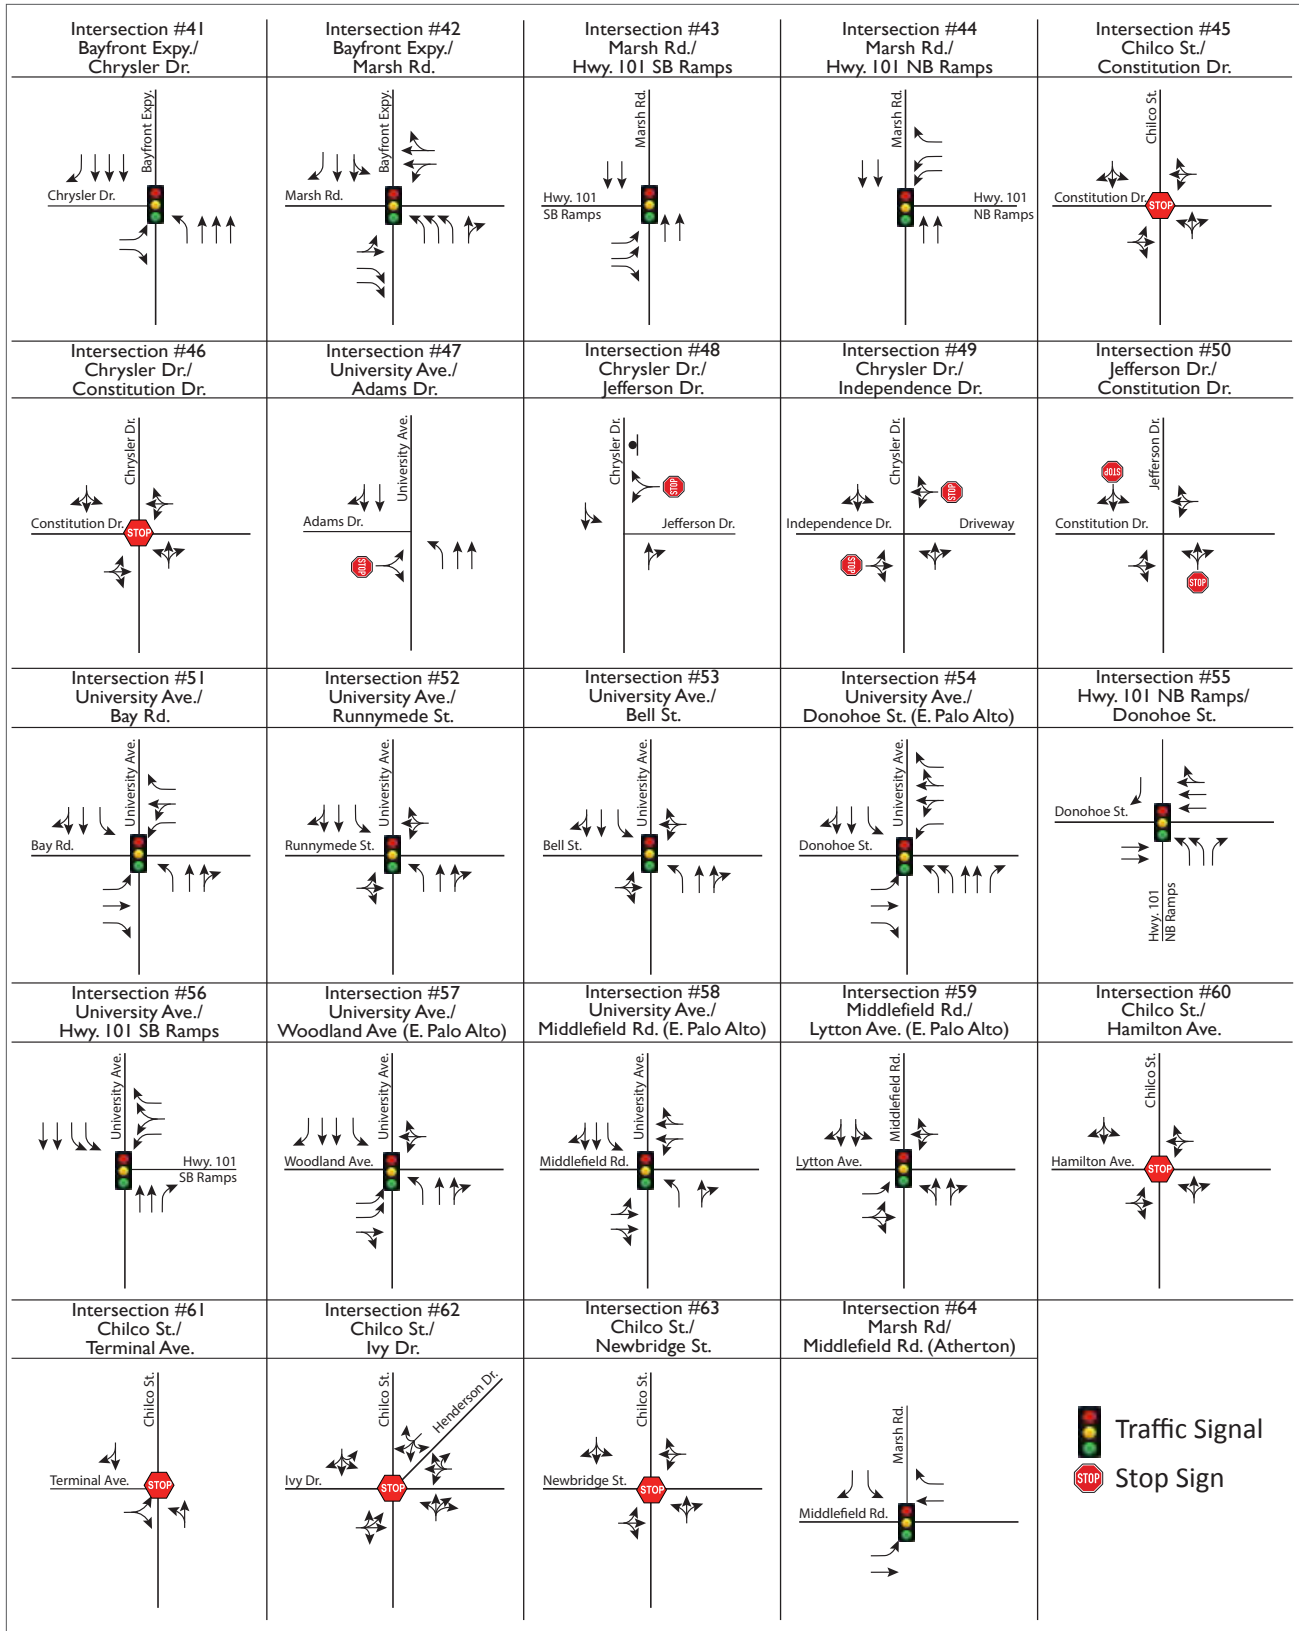 Intersection #41
Bayfront Expy./
Chrysler Dr.
Bayfront Expy.
Chrysler Dr.
Intersection #42
Bayfront Expy./
Marsh Rd.
Bayfront Expy.
Marsh Rd.
Intersection #43
Marsh Rd./
Hwy. 101 SB Ramps
Marsh Rd.
Hwy. 101
SB Ramps
Intersection #44
Marsh Rd./
Hwy. 101 NB Ramps
Marsh Rd.
Hwy. 101
NB Ramps
Intersection #45
Chilco St./
Constitution Dr.
Chilco St.
Constitution Dr.
STOP
Intersection #46
Chrysler Dr./
Constitution Dr.
Chrysler Dr.
Constitution Dr.
STOP
Intersection #47
University Ave./
Adams Dr.
University Ave.
Adams Dr.
STOP
Intersection #48
Chrysler Dr./
Jefferson Dr.
Chrysler Dr.
STOP
Jefferson Dr.
Intersection #49
Chrysler Dr./
Independence Dr.
Chrysler Dr.
STOP
Independence Dr.
Driveway
STOP
Intersection #50
Jefferson Dr./
Constitution Dr.
Jefferson Dr.
STOP
Constitution Dr.
STOP
Intersection #51
University Ave./
Bay Rd.
University Ave.
Bay Rd.
Intersection #52
University Ave./
Runnymede St.
University Ave.
Runnymede St.
Intersection #53
University Ave./
Bell St.
University Ave.
Bell St.
Intersection #54
University Ave./
Donohoe St. (E. Palo Alto)
University Ave.
Donohoe St.
Intersection #55
Hwy. 101 NB Ramps/
Donohoe St.
Donohoe St.
Hwy. 101
NB Ramps
Intersection #56
University Ave./
Hwy. 101 SB Ramps
University Ave.
Hwy. 101
SB Ramps
Intersection #57
University Ave./
Woodland Ave (E. Palo Alto)
University Ave.
Woodland Ave.
Intersection #58
University Ave./
Middlefield Rd. (E. Palo Alto)
University Ave.
Middlefield Rd.
Intersection #59
Middlefield Rd./
Lytton Ave. (E. Palo Alto)
Middlefield Rd.
Lytton Ave.
Intersection #60
Chilco St./
Hamilton Ave.
Chilco St.
Hamilton Ave.
STOP
Intersection #61
Chilco St./
Terminal Ave.
Chilco St.
Terminal Ave.
STOP
Intersection #62
Chilco St./
Ivy Dr.
Chilco St.
Henderson Dr.
Ivy Dr.
STOP
Intersection #63
Chilco St./
Newbridge St.
Chilco St.
Newbridge St.
STOP
Intersection #64
Marsh Rd/
Middlefield Rd. (Atherton)
Marsh Rd.
Middlefield Rd.
Traffic Signal
STOP Stop Sign